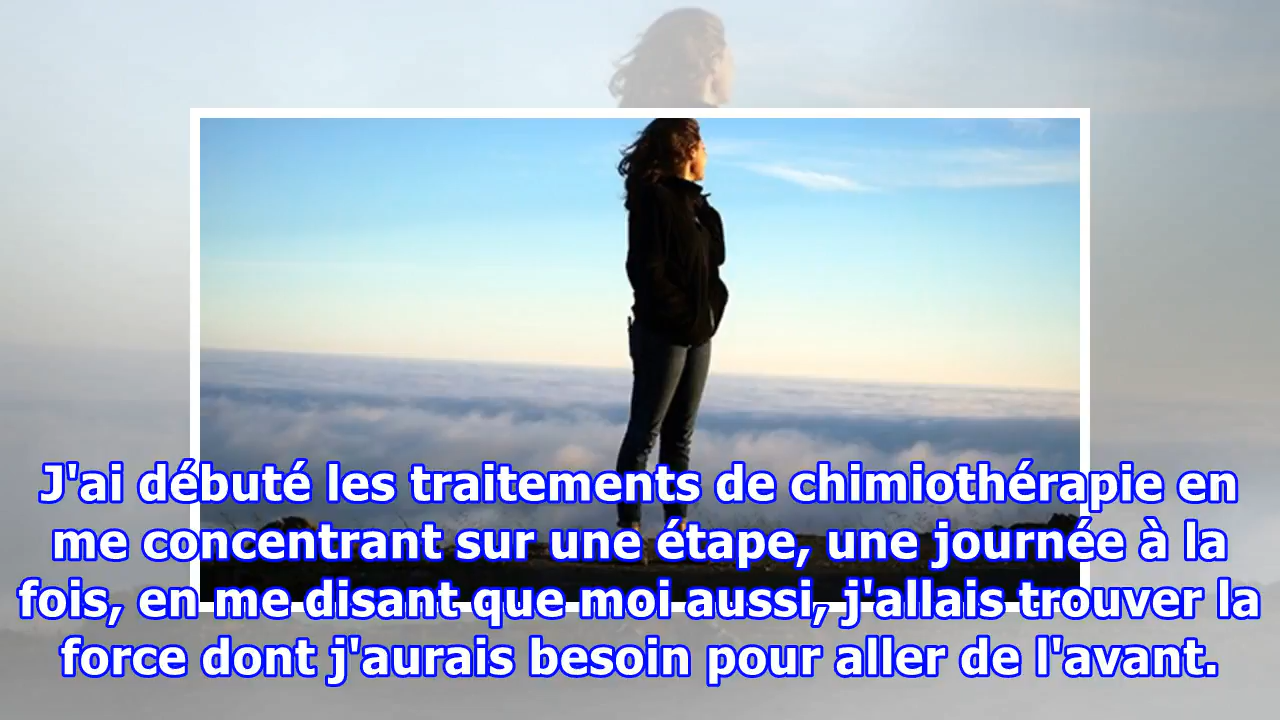 J'ai débuté les traitements de chimiothérapie en
me concentrant sur une étape, une journée à la
fois, en me disant que moi aussi, j'allais trouver la
force dont j'aurais besoin pour aller de l'avant.